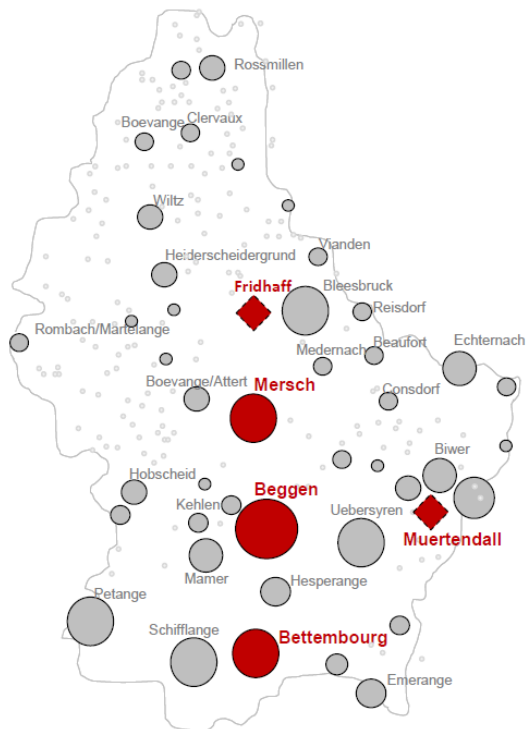 Rossmillen
Clervaux
Boevange
Wiltz
Vianden
Heiderscheidergrund
Fridhaff
Bleesbruck
Reisdorf
Rombach/Martelange
Echternach
Beaufort
Medernach
Boevange/Attert
Mersch
Consdorf
Biwer
Hobscheid
Beggen
Kehlen
Uebersyren
Muertendall
Mamer
Hesperange
Petange
Schifflange
Bettembourg
Emerange